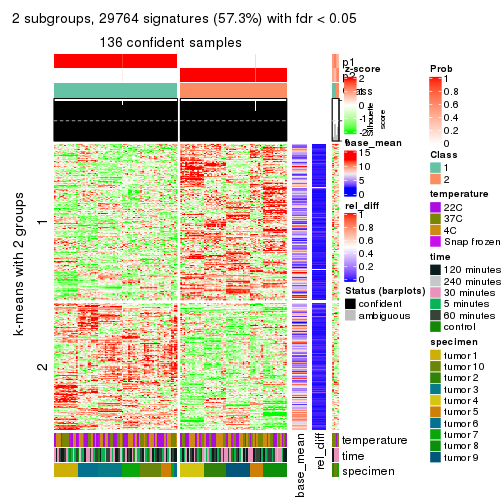 2 subgroups, 29764 signatures (57.3%) with fdr < 0.05
136 confident samples
p1
z-score
2
1
0
-2
Silhouette
score
base_mean
15
10
5
0
rel_diff
1
0.8
0.6
0.4
0.2
0
Status (barplots)
confident
ambiguous
k-means with 2 groups
1
2
temperature
time
specimen
base_mean
rel_diff
Prob
1
0.8
0.6
0.4
0.2
0
Class
1
2
temperature
22C
37C
4C
Snap frozen
time
120 minutes
240 minutes
30 minutes
5 minutes
60 minutes
control
specimen
tumor 1
tumor 10
tumor 2
tumor 3
tumor 4
tumor 5
tumor 6
tumor 7
tumor 8
tumor 9